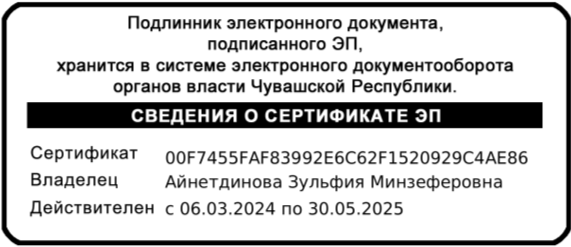 Подлинник электронного документа,
подписанного ЭП,
хранится в системе электронного документооборота
органов власти Чувашской Республики.
СВЕДЕНИЯ О СЕРТИФИКАТЕ ЭП
Сертификат 00F7455FAF83992E6C62F1520929C4AE86
Владелец Айнетдинова Зульфия Минзеферовна
Действителен с 06.03.2024 по 30.05.2025